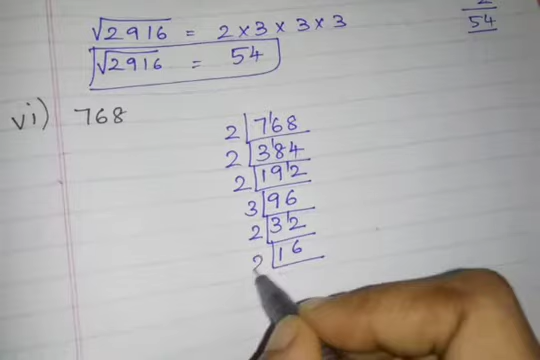 √2916 = 2 × 3 × 3 × 3
√2916 = 54
54
vi) 768
2 | 768
2 | 384
2 | 192
3 | 96
2 | 32
2 | 16